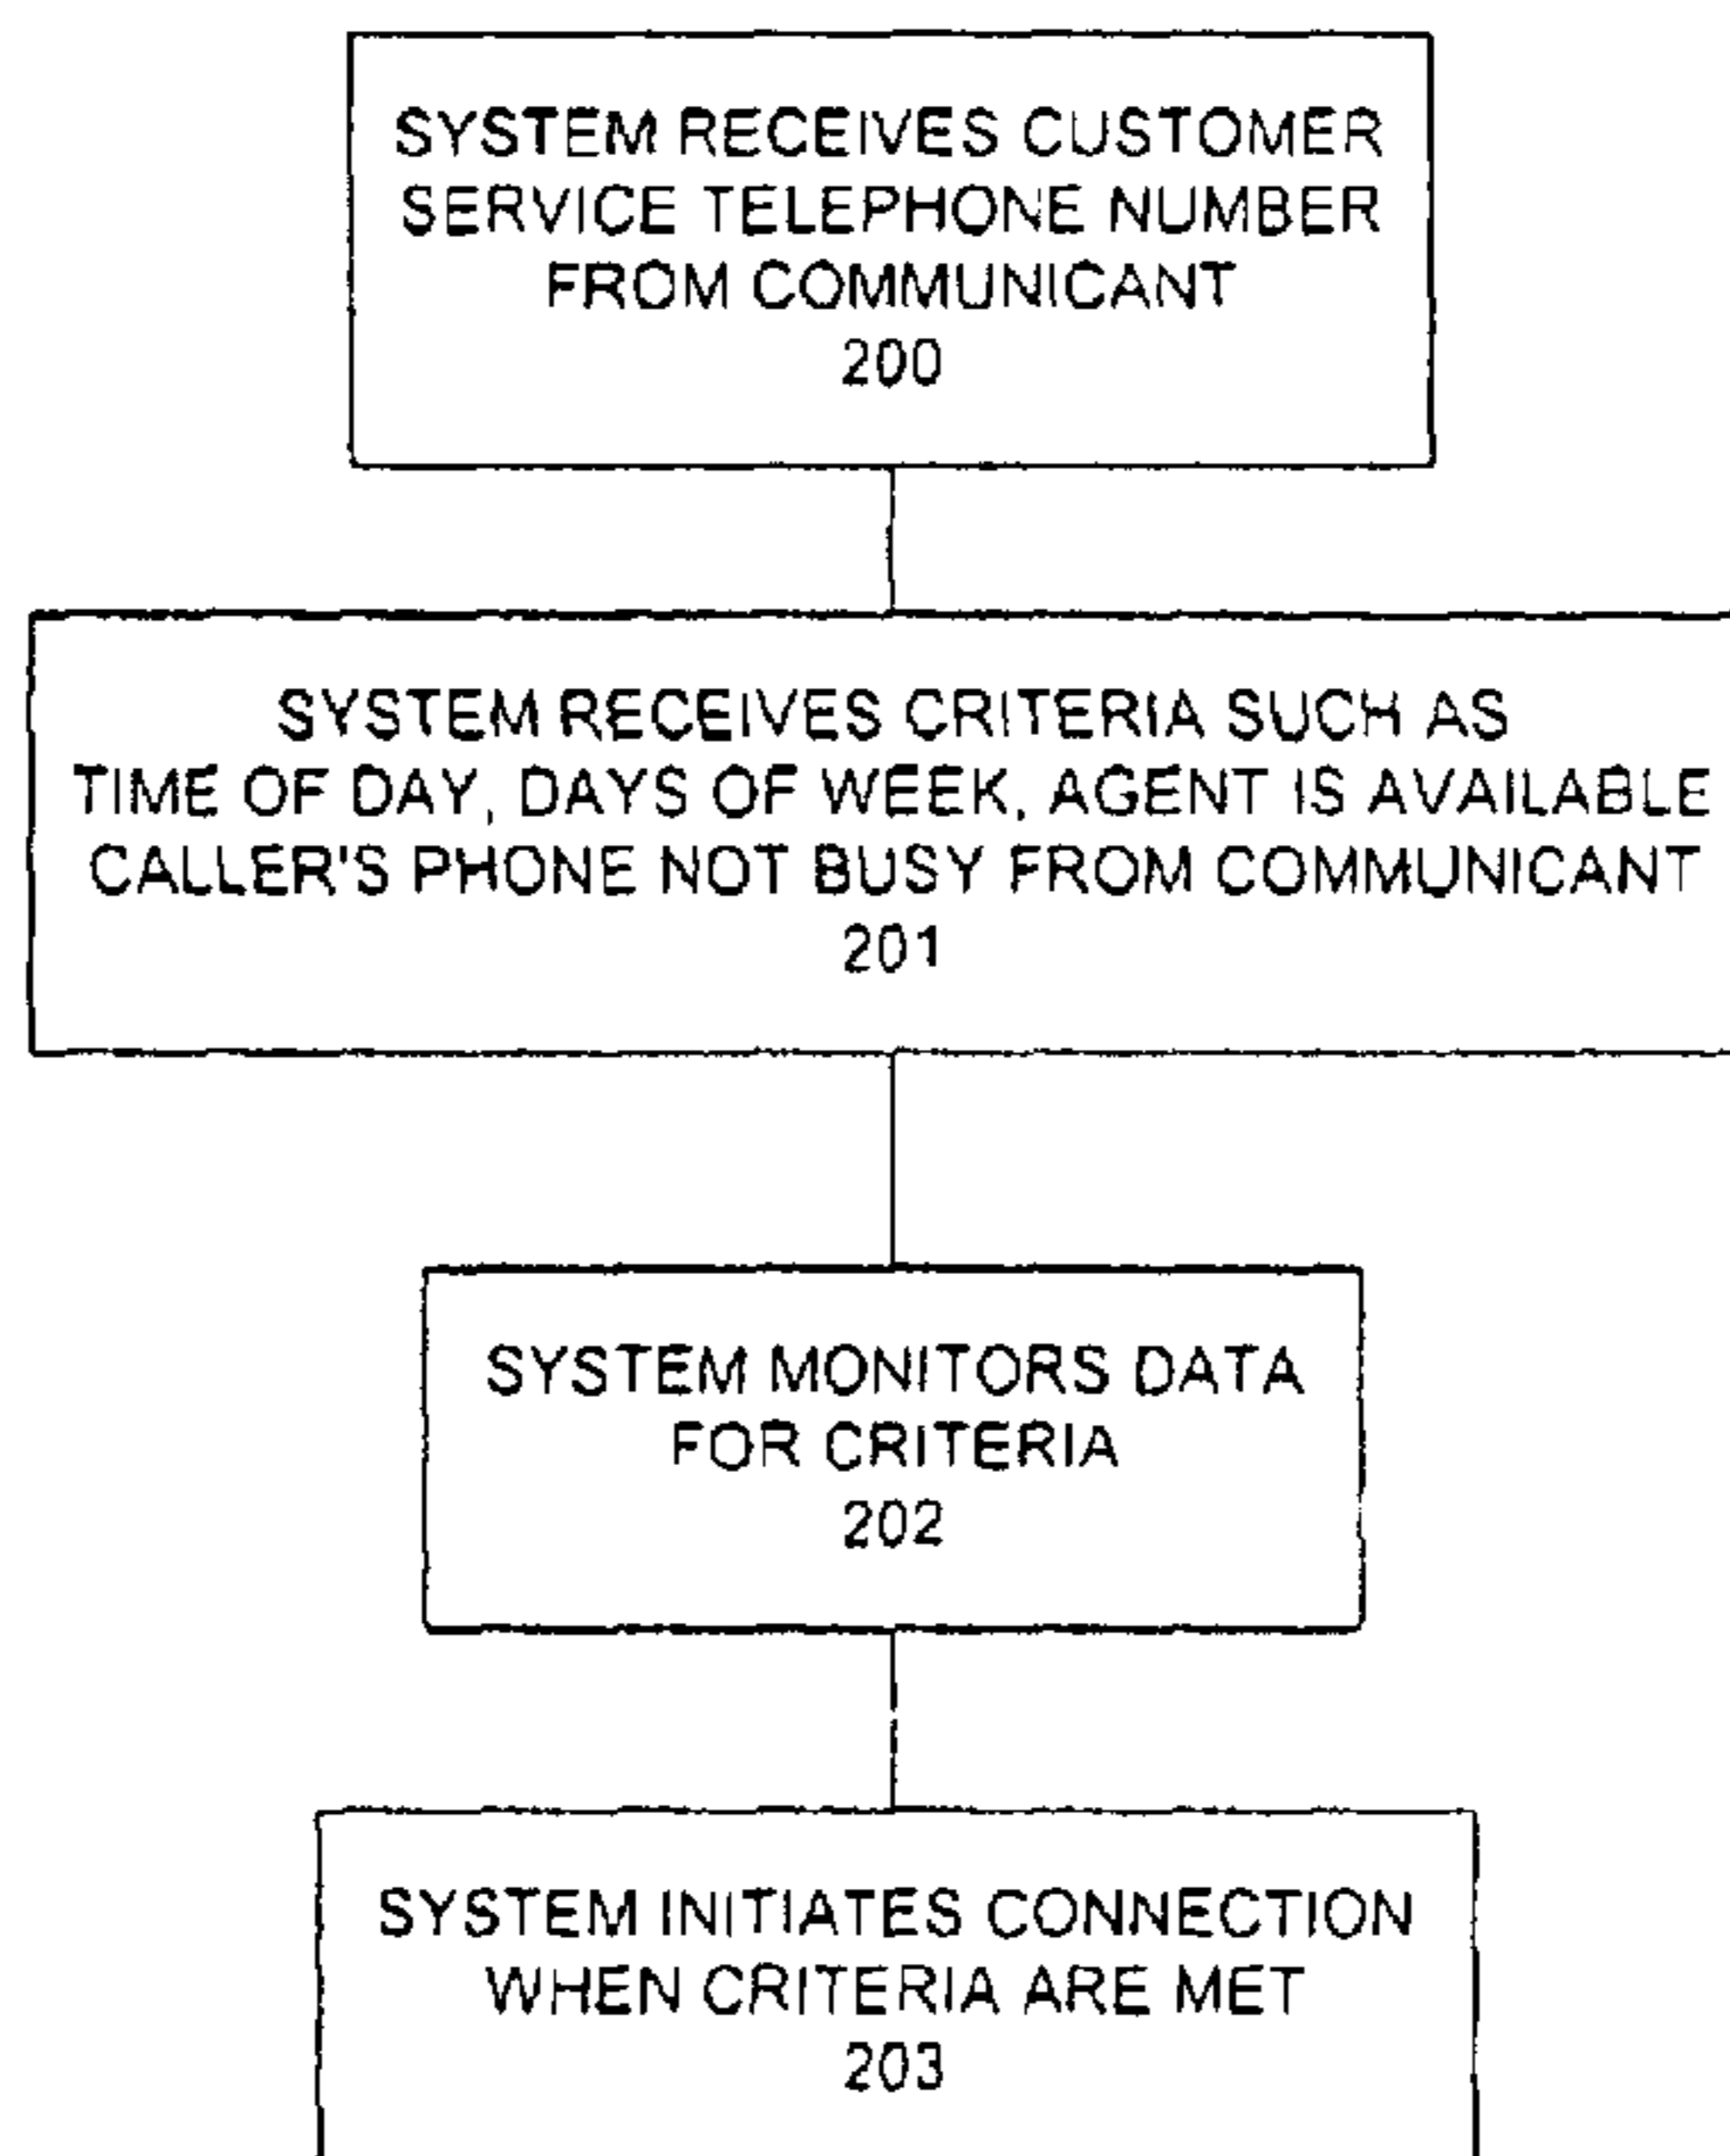 SYSTEM RECEIVES CUSTOMER
SERVICE TELEPHONE NUMBER
FROM COMMUNICANT
200
SYSTEM RECEIVES CRITERIA SUCH AS
TIME OF DAY, DAYS OF WEEK, AGENT IS AVAILABLE
CALLER'S PHONE NOT BUSY FROM COMMUNICANT
201
SYSTEM MONITORS DATA
FOR CRITERIA
202
SYSTEM INITIATES CONNECTION
WHEN CRITERIA ARE MET
203